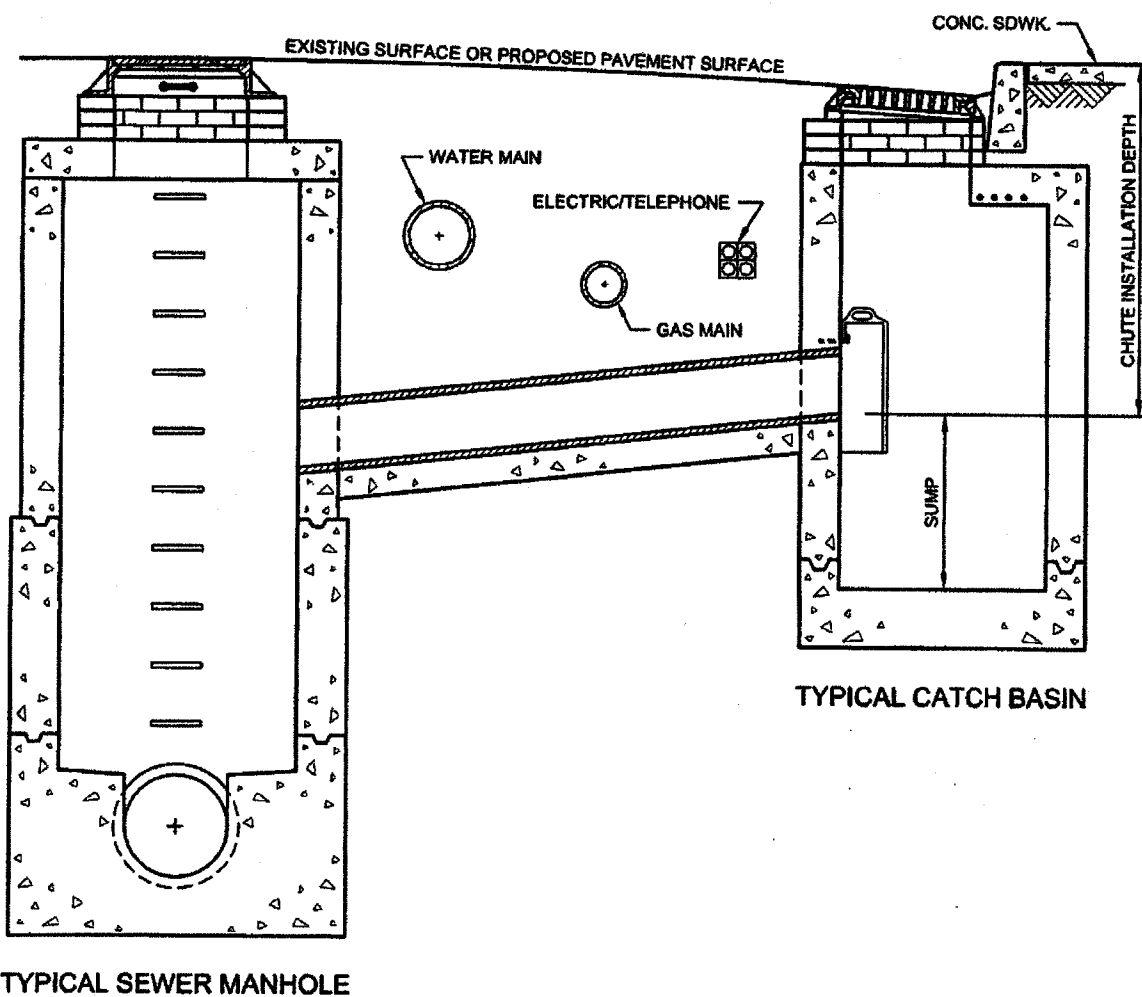 CONC. SDWK.
EXISTING SURFACE OR PROPOSED PAVEMENT SURFACE
WATER MAIN
ELECTRIC/TELEPHONE
GAS MAIN
CHUTE INSTALLATION DEPTH
SUMP
TYPICAL CATCH BASIN
TYPICAL SEWER MANHOLE